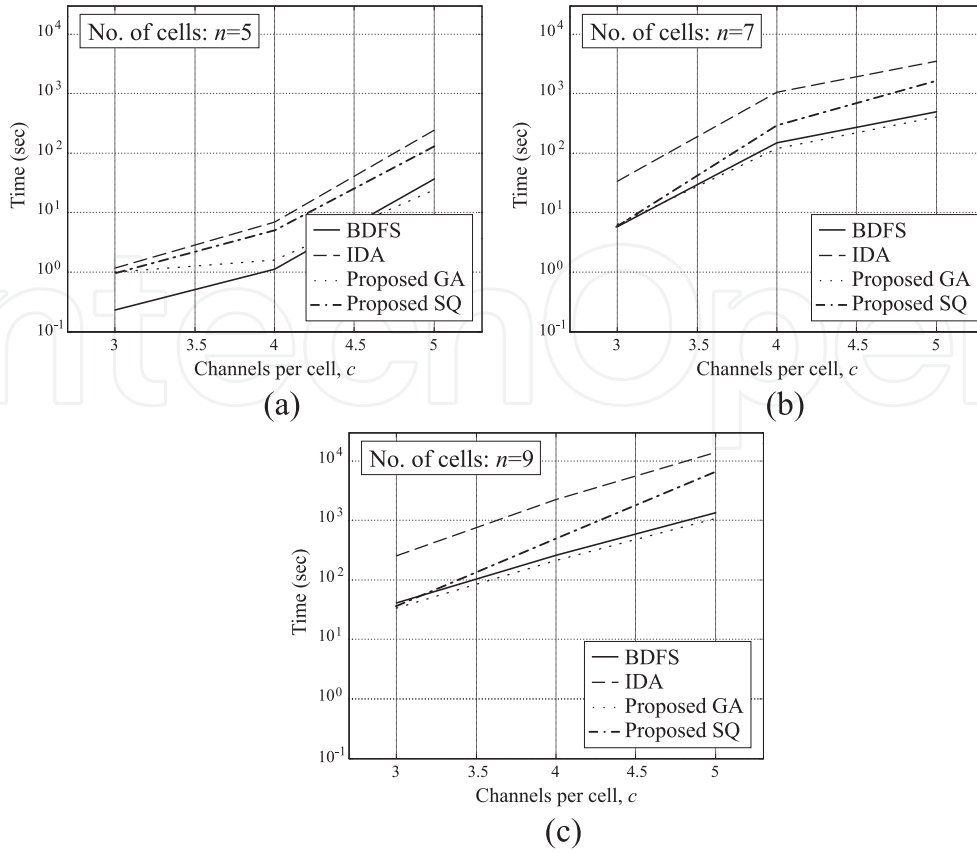 No. of cells: n=5
10^4
10^3
10^2
10^1
10^0
10^-1
Time (sec)
BDFS
IDA
Proposed GA
Proposed SQ
3 3.5 4 4.5 5
Channels per cell, c
(a)
No. of cells: n=7
10^4
10^3
10^2
10^1
10^0
10^-1
Time (sec)
BDFS
IDA
Proposed GA
Proposed SQ
3 3.5 4 4.5 5
Channels per cell, c
(b)
No. of cells: n=9
10^4
10^3
10^2
10^1
10^0
10^-1
Time (sec)
BDFS
IDA
Proposed GA
Proposed SQ
3 3.5 4 4.5 5
Channels per cell, c
(c)
ntechope